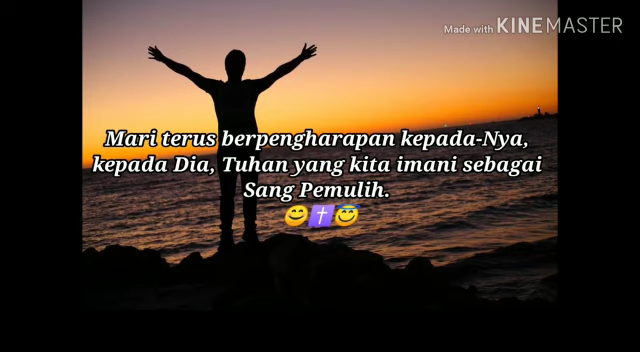 Made with KINEMASTER
Mari terus berpengharapan kepada-Nya,
kepada Dia, Tuhan yang kita imani sebagai
Sang Pemulih.
😊✝️😇